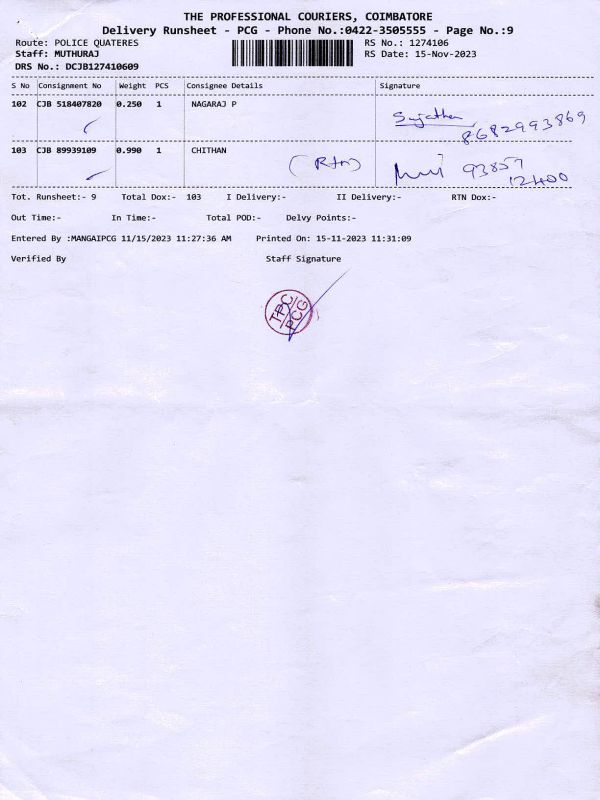 THE PROFESSIONAL COURIERS, COIMBATORE
Delivery Runsheet - PCG - Phone No.:0422-3505555 - Page No.:9
Route: POLICE QUATERES RS No.: 1274106
Staff: MUTHURAJ RS Date: 15-Nov-2023
DRS No.: DCJB127410609
S No Consignment No Weight PCS Consignee Details Signature
102 CJB 518407820 0.250 1 NAGARAJ P Sujatha
8682993869
103 CJB 89939109 0.990 1 CHITHAN
(Rtn) 93857
12400
Tot. Runsheet:- 9 Total Dox:- 103 I Delivery:- II Delivery:- RTN Dox:-
Out Time:- In Time:- Total POD:- Delvy Points:-
Entered By :MANGAIPCG 11/15/2023 11:27:36 AM Printed On: 15-11-2023 11:31:09
Verified By Staff Signature
TPC
PCG